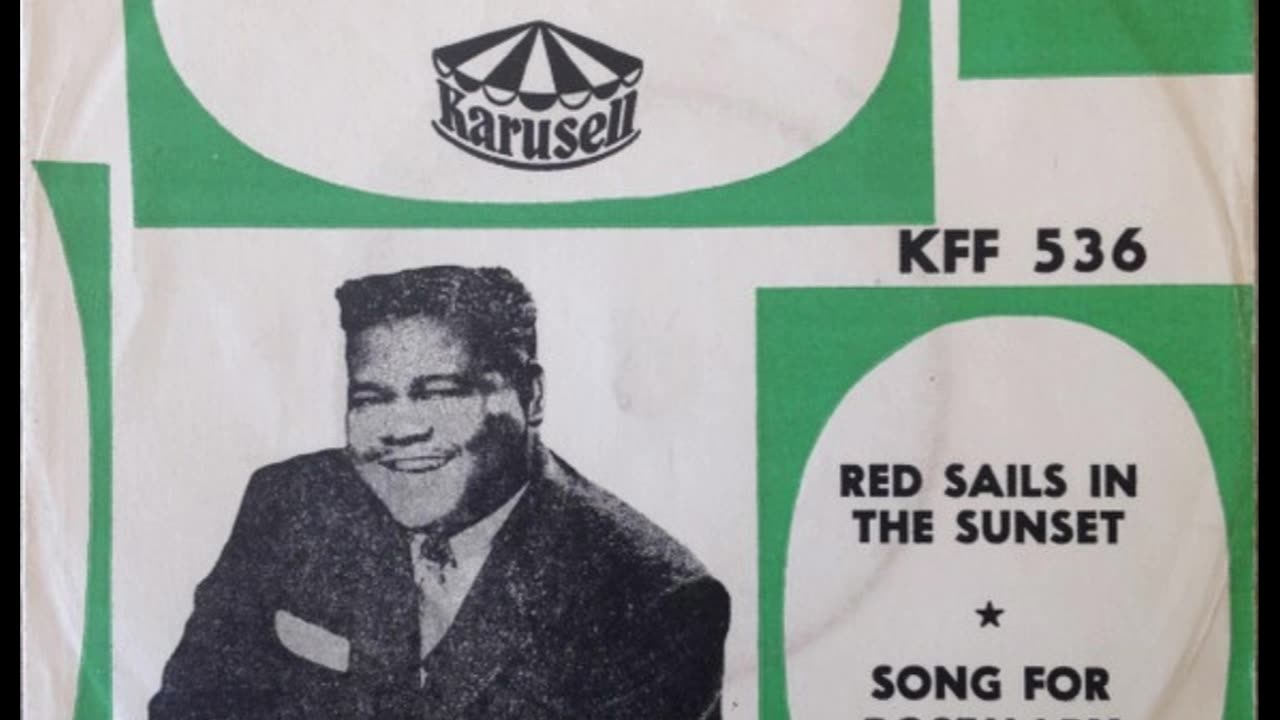 Karusell
KFF 536
RED SAILS IN
THE SUNSET
★
SONG FOR